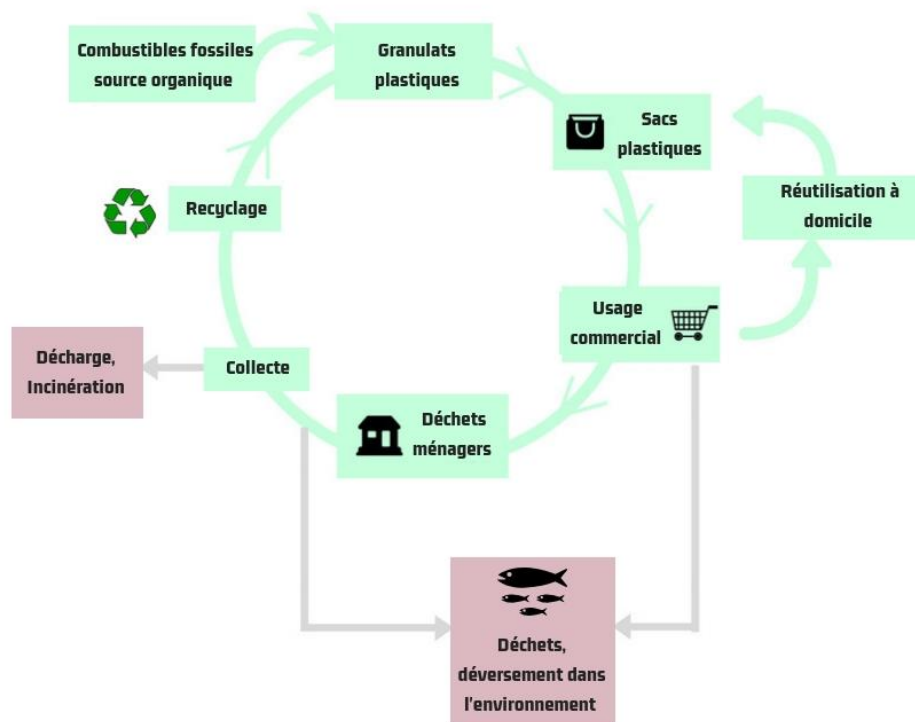 Combustibles fossiles
source organique
Granulats
plastiques
Sacs
plastiques
Réutilisation à
domicile
Usage
commercial
Déchets
ménagers
Collecte
Recyclage
Décharge,
Incinération
Déchets,
déversement dans
l'environnement